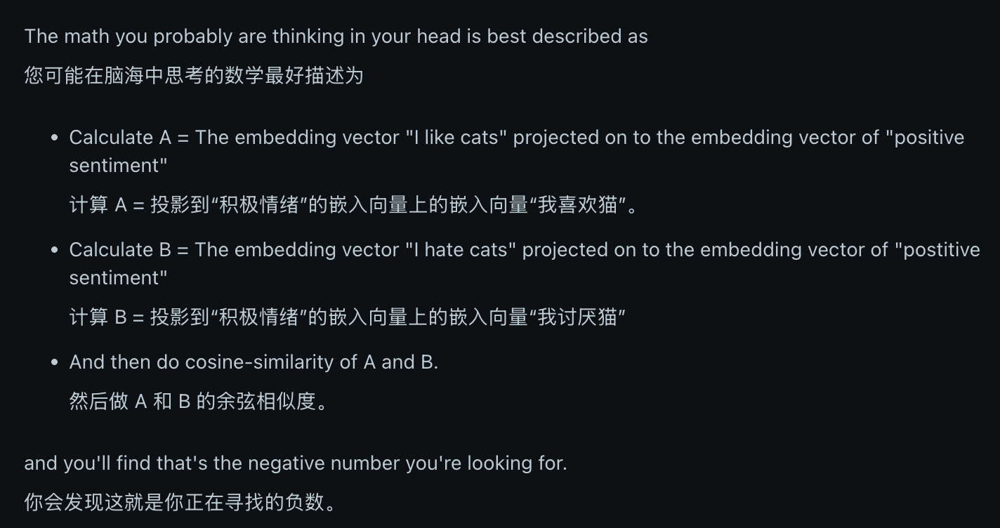 The math you probably are thinking in your head is best described as
您可能在脑海中思考的数学最好描述为
• Calculate A = The embedding vector "I like cats" projected on to the embedding vector of "positive
sentiment"
计算 A = 投影到“积极情绪”的嵌入向量上的嵌入向量“我喜欢猫”。
• Calculate B = The embedding vector "I hate cats" projected on to the embedding vector of "postitive
sentiment"
计算 B = 投影到“积极情绪”的嵌入向量上的嵌入向量“我讨厌猫”
• And then do cosine-similarity of A and B.
然后做 A 和 B 的余弦相似度。
and you'll find that's the negative number you're looking for.
你会发现这就是你正在寻找的负数。